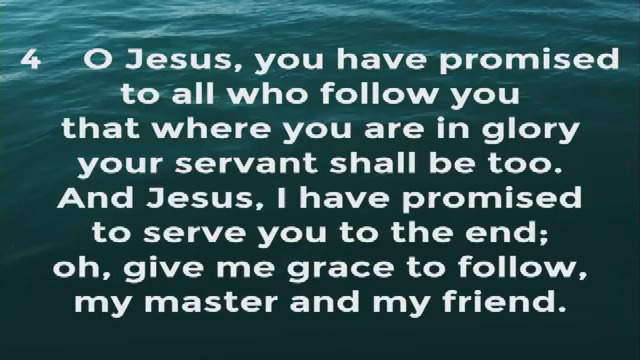 4 O Jesus, you have promised
to all who follow you
that where you are in glory
your servant shall be too.
And Jesus, I have promised
to serve you to the end;
oh, give me grace to follow,
my master and my friend.